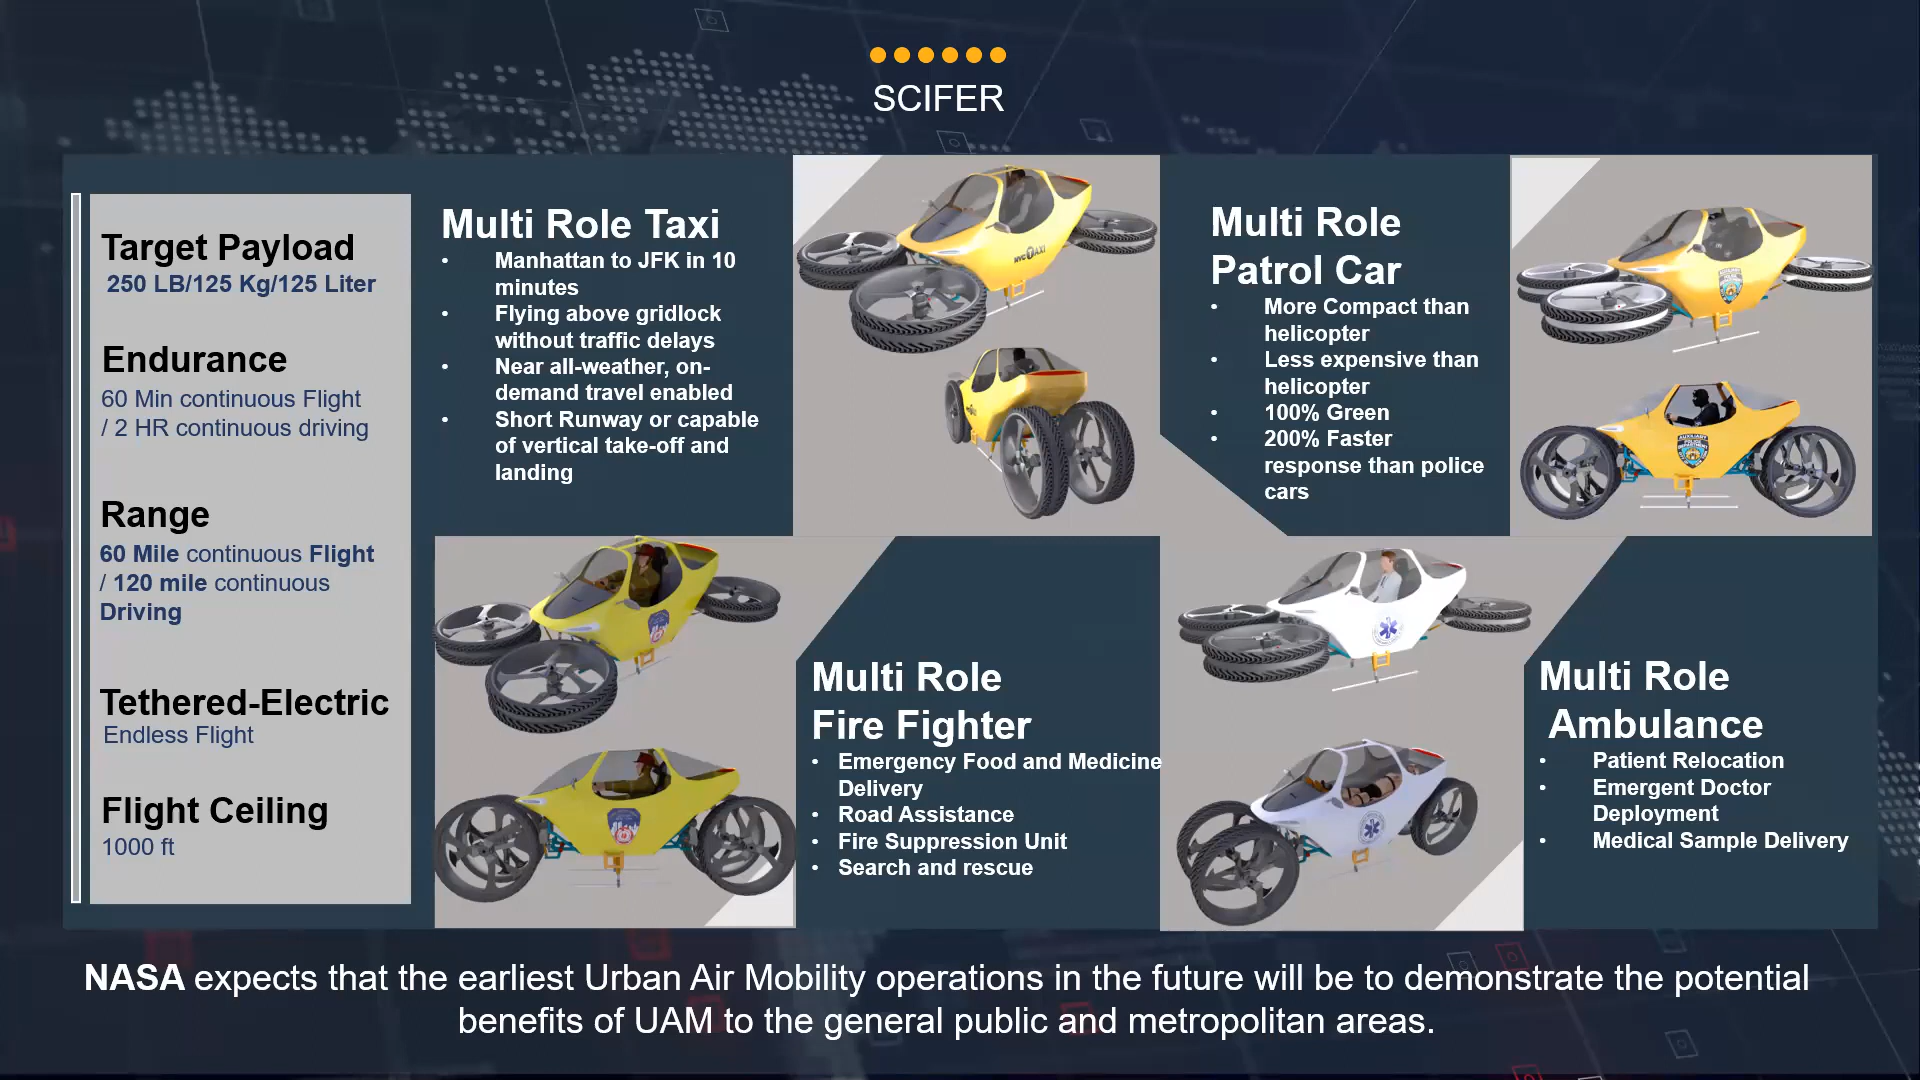 SCIFER
Target Payload
250 LB/125 Kg/125 Liter
Endurance
60 Min continuous Flight
/ 2 HR continuous driving
Range
60 Mile continuous Flight
/ 120 mile continuous
Driving
Tethered-Electric
Endless Flight
Flight Ceiling
1000 ft
Multi Role Taxi
• Manhattan to JFK in 10
minutes
• Flying above gridlock
without traffic delays
• Near all-weather, on-
demand travel enabled
• Short Runway or capable
of vertical take-off and
landing
NYC TAXI
Multi Role
Patrol Car
• More Compact than
helicopter
• Less expensive than
helicopter
• 100% Green
• 200% Faster
response than police
cars
Multi Role
Fire Fighter
• Emergency Food and Medicine
Delivery
• Road Assistance
• Fire Suppression Unit
• Search and rescue
Multi Role
Ambulance
• Patient Relocation
• Emergent Doctor
Deployment
• Medical Sample Delivery
NASA expects that the earliest Urban Air Mobility operations in the future will be to demonstrate the potential
benefits of UAM to the general public and metropolitan areas.